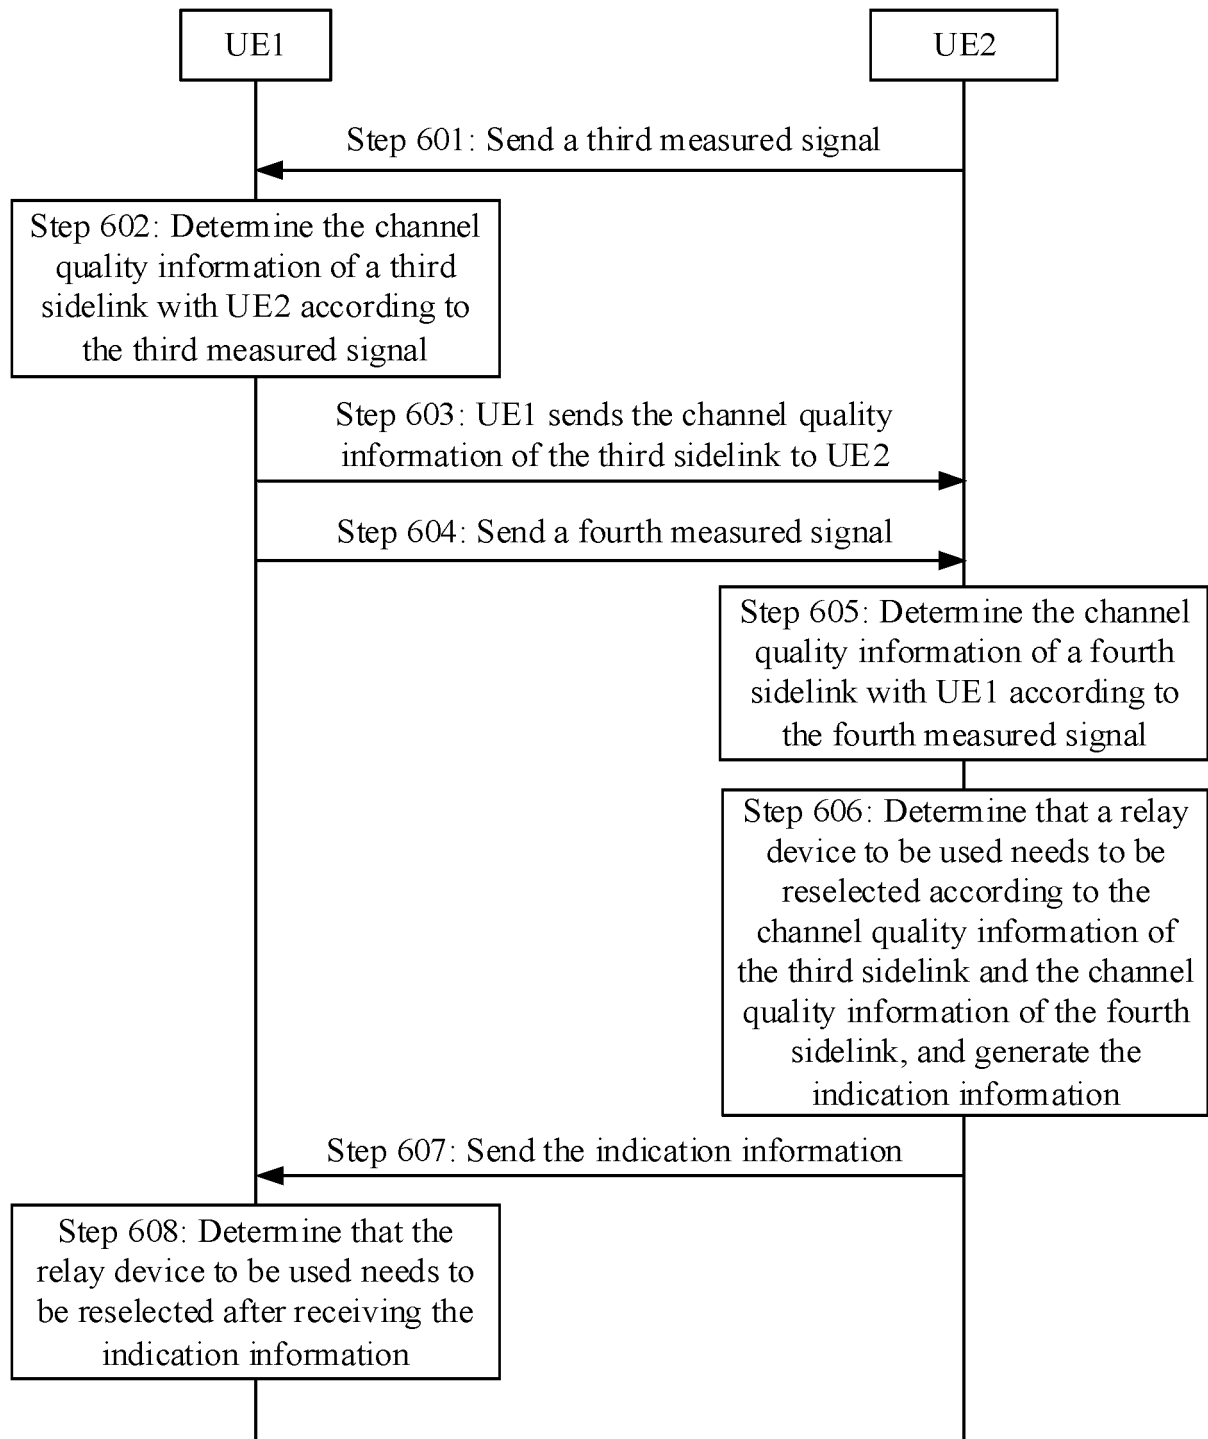 UE1
UE2
Step 601: Send a third measured signal
Step 602: Determine the channel
quality information of a third
sidelink with UE2 according to
the third measured signal
Step 603: UE1 sends the channel quality
information of the third sidelink to UE2
Step 604: Send a fourth measured signal
Step 605: Determine the channel
quality information of a fourth
sidelink with UE1 according to
the fourth measured signal
Step 606: Determine that a relay
device to be used needs to be
reselected according to the
channel quality information of
the third sidelink and the channel
quality information of the fourth
sidelink, and generate the
indication information
Step 607: Send the indication information
Step 608: Determine that the
relay device to be used needs to
be reselected after receiving the
indication information